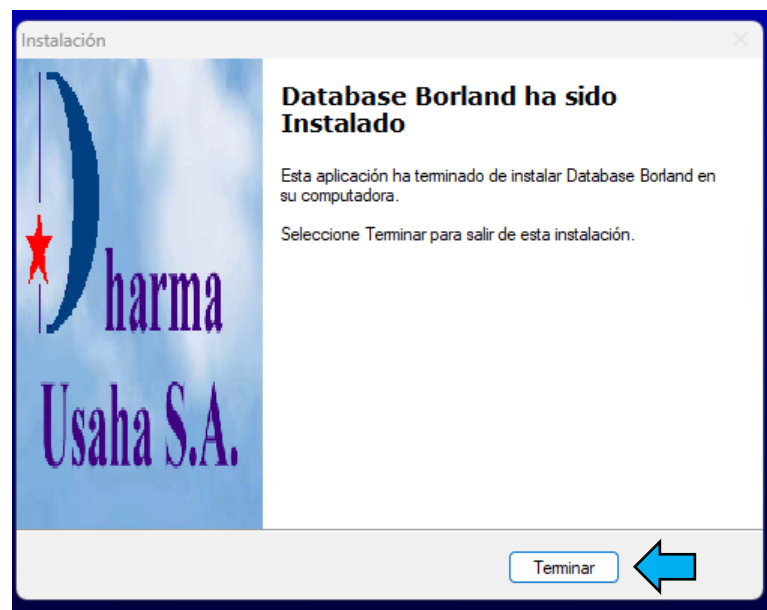 Instalación
Database Borland ha sido
Instalado
Esta aplicación ha terminado de instalar Database Borland en
su computadora.
Seleccione Terminar para salir de esta instalación.
Dharma
Usaha S.A.
Terminar